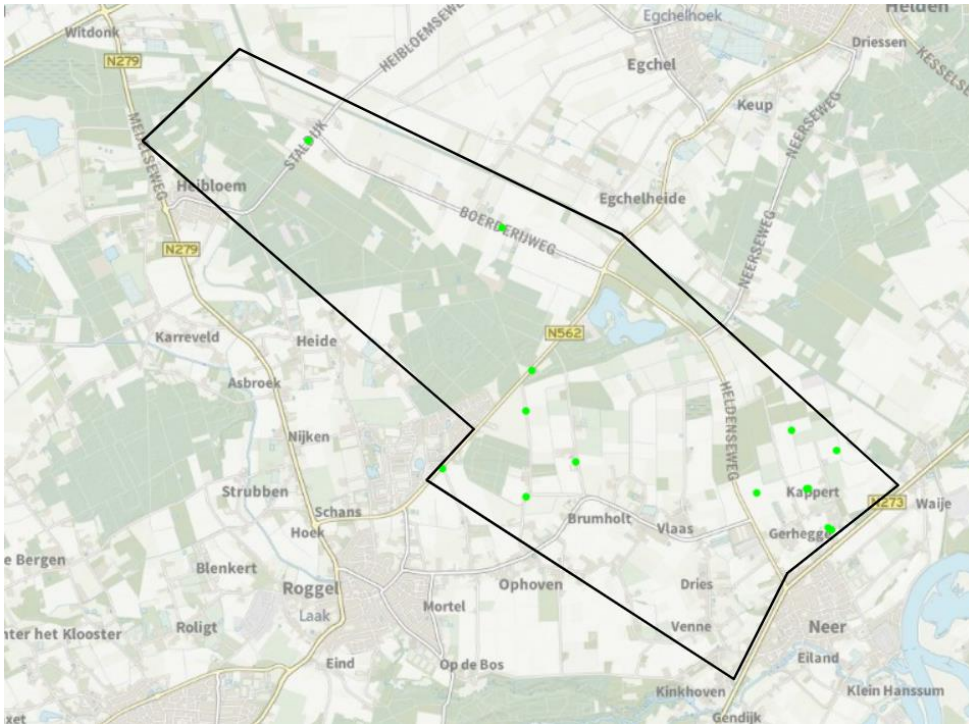 Helden
Egchelhoek
Witdonk
HEIBLOEMSEWEG
Driessen
N279
Egchel
KESSELSE
Keup
NEERSEWEG
MEIJELSEWEG
STALDIJK
Heibloem
Egchelheide
BOERDERIJWEG
N279
NEERSEWEG
N562
Karreveld
Heide
Asbroek
HELDENSEWEG
Nijken
Strubben
Kappert
N273
Waije
Schans
Brumholt
Vlaas
Hoek
Gerhegge
e Bergen
Blenkert
Roggel
Ophoven
Dries
Laak
Mortel
Roligt
nter het Klooster
Venne
Neer
Eind
Op de Bos
Eiland
Kinkhoven
Klein Hanssum
Gendijk
xet